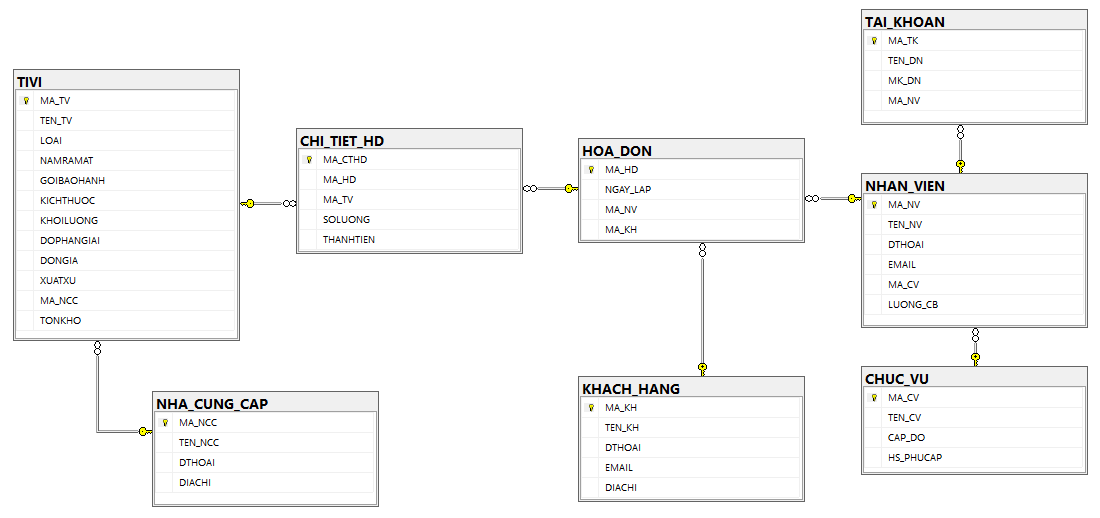 TIVI
MA_TV
TEN_TV
LOAI
NAMRAMAT
GOIBAOHANH
KICHTHUOC
KHOILUONG
DOPHANGIAI
DONGIA
XUATXU
MA_NCC
TONKHO
NHA_CUNG_CAP
MA_NCC
TEN_NCC
DTHOAI
DIACHI
CHI_TIET_HD
MA_CTHD
MA_HD
MA_TV
SOLUONG
THANHTIEN
HOA_DON
MA_HD
NGAY_LAP
MA_NV
MA_KH
KHACH_HANG
MA_KH
TEN_KH
DTHOAI
EMAIL
DIACHI
TAI_KHOAN
MA_TK
TEN_DN
MK_DN
MA_NV
NHAN_VIEN
MA_NV
TEN_NV
DTHOAI
EMAIL
MA_CV
LUONG_CB
CHUC_VU
MA_CV
TEN_CV
CAP_DO
HS_PHUCAP